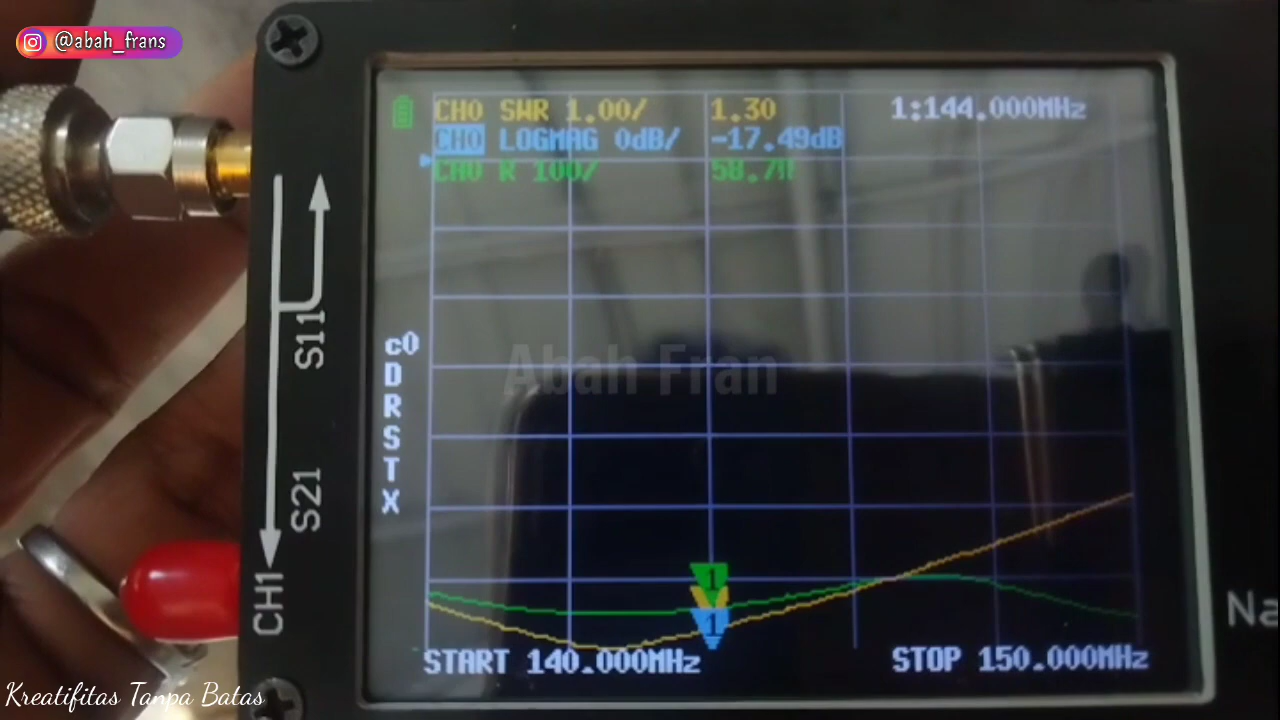 @abah_frans
CH0 SWR 1.00/ 1.30 1:144.000MHz
CH0 LOGMAG 0dB/ -17.49dB
CH0 R 100/
S11
c0
D
R
S
T
X
S21
CH1
Abah Fran
START 140.000MHz STOP 150.000MHz
Na
Kreatifitas Tanpa Batas